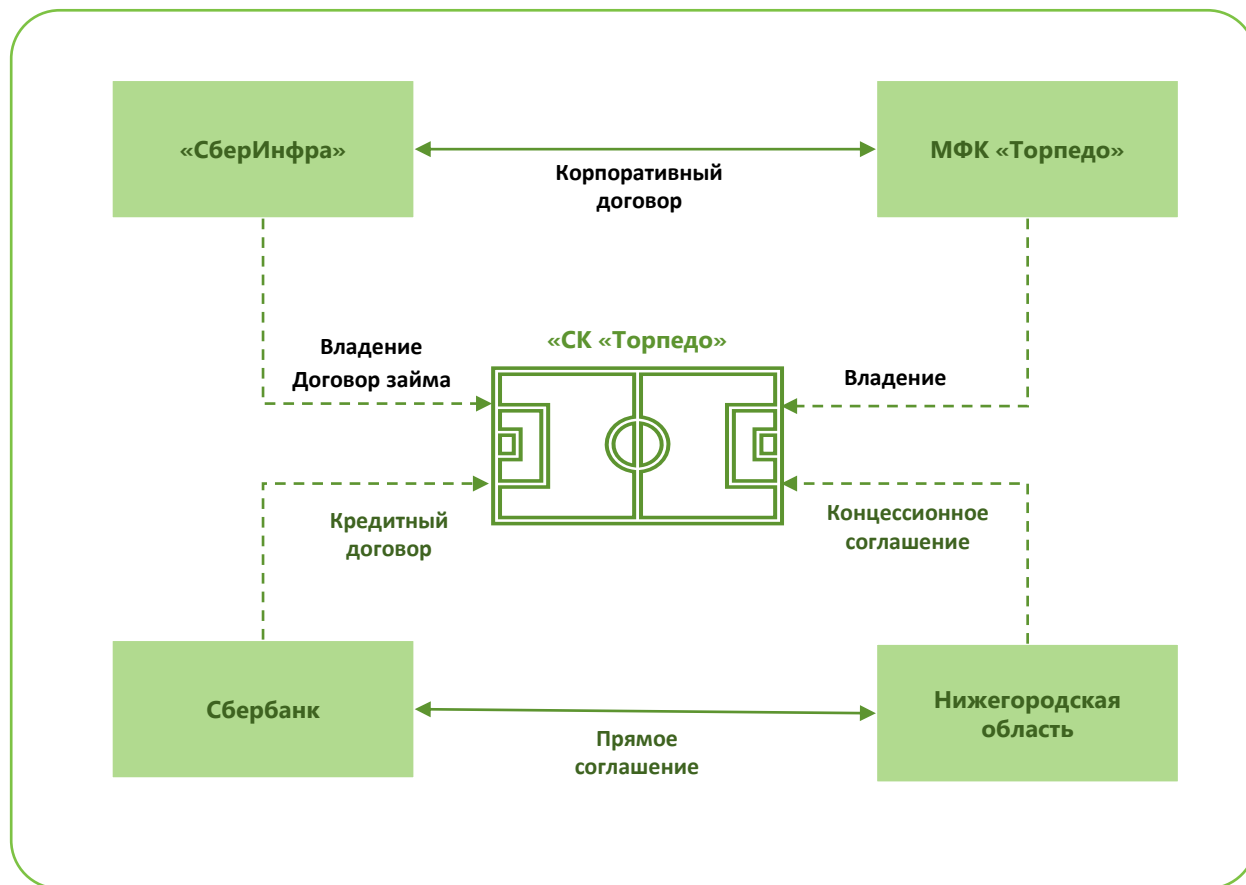 «СберИнфра»
МФК «Торпедо»
Корпоративный
договор
«СК «Торпедо»
Владение
Договор займа
Владение
Кредитный
договор
Концессионное
соглашение
Сбербанк
Нижегородская
область
Прямое
соглашение